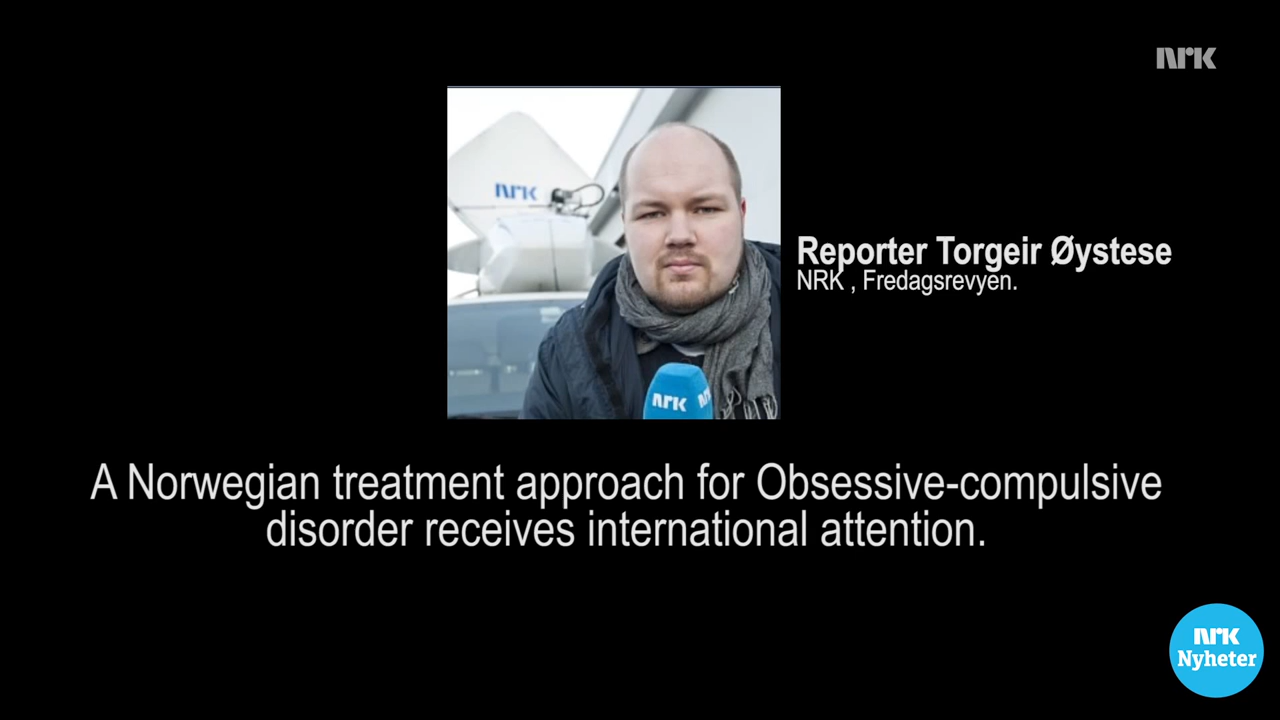 NRK
NRK
Reporter Torgeir Øystese
NRK , Fredagsrevyen.
NRK NRK
A Norwegian treatment approach for Obsessive-compulsive
disorder receives international attention.
NRK
Nyheter